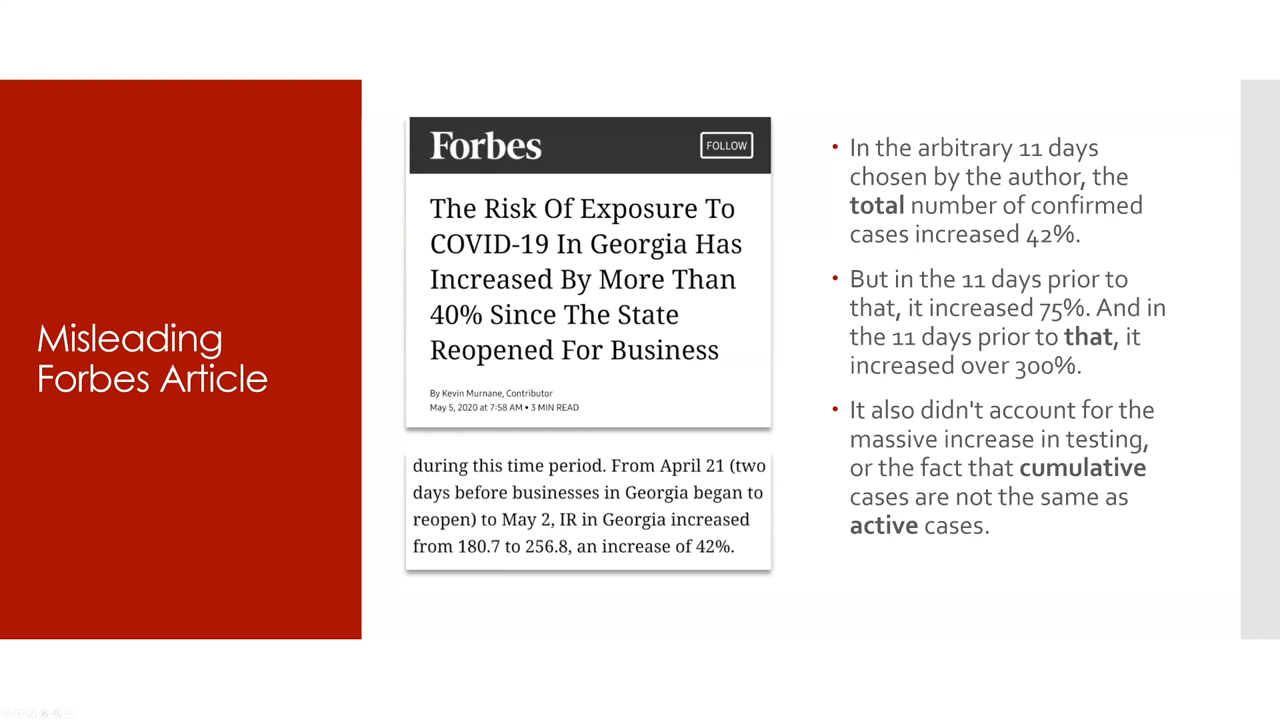 Misleading
Forbes Article
Forbes
FOLLOW
The Risk Of Exposure To
COVID-19 In Georgia Has
Increased By More Than
40% Since The State
Reopened For Business
By Kevin Murnane, Contributor
May 5, 2020 at 7:58 AM • 3 MIN READ
during this time period. From April 21 (two
days before businesses in Georgia began to
reopen) to May 2, IR in Georgia increased
from 180.7 to 256.8, an increase of 42%.
• In the arbitrary 11 days
chosen by the author, the
total number of confirmed
cases increased 42%.
• But in the 11 days prior to
that, it increased 75%. And in
the 11 days prior to that, it
increased over 300%.
• It also didn't account for the
massive increase in testing,
or the fact that cumulative
cases are not the same as
active cases.